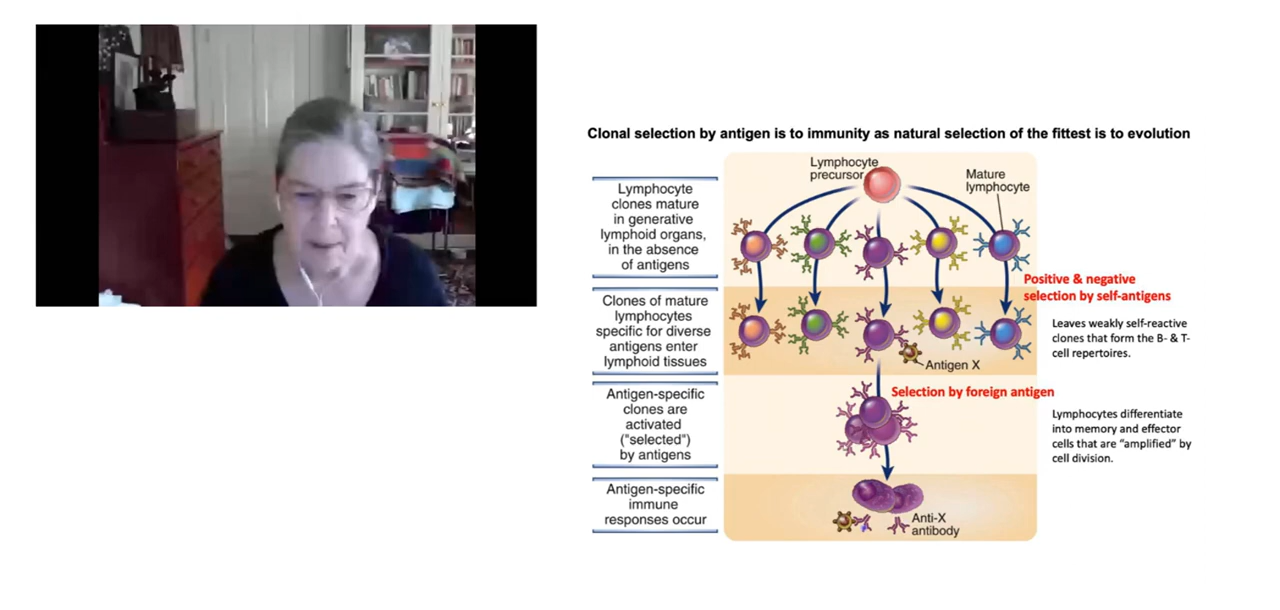 Clonal selection by antigen is to immunity as natural selection of the fittest is to evolution
Lymphocyte
clones mature
in generative
lymphoid organs,
in the absence
of antigens
Lymphocyte
precursor
Mature
lymphocyte
Positive & negative
selection by self-antigens
Clones of mature
lymphocytes
specific for diverse
antigens enter
lymphoid tissues
Leaves weakly self-reactive
clones that form the B- & T-
cell repertoires.
Antigen X
Selection by foreign antigen
Antigen-specific
clones are
activated
("selected")
by antigens
Lymphocytes differentiate
into memory and effector
cells that are “amplified” by
cell division.
Antigen-specific
immune
responses occur
Anti-X
antibody